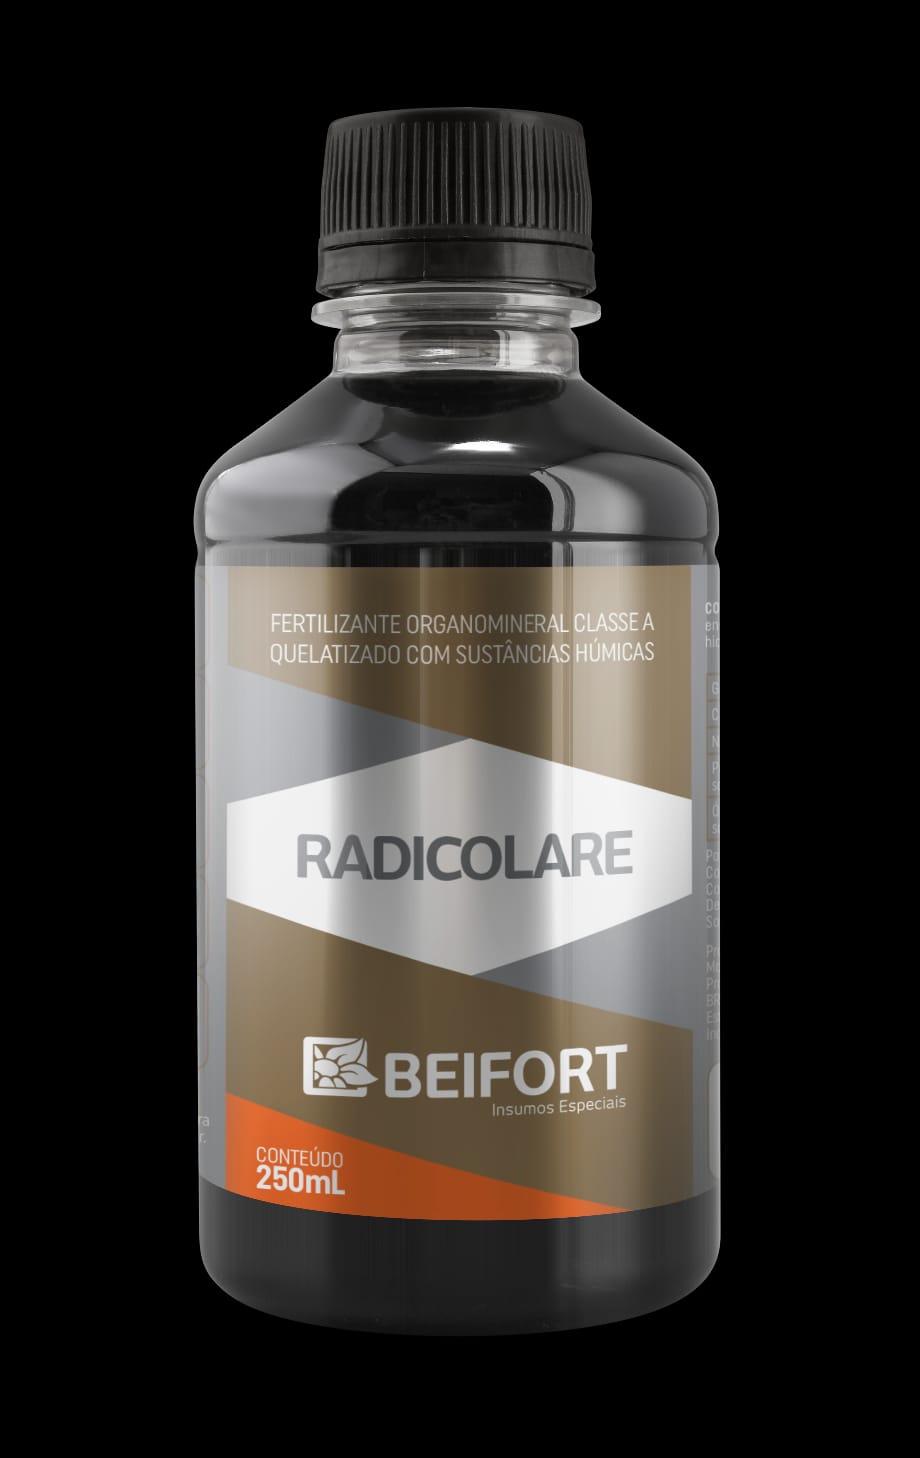 FERTILIZANTE ORGANOMINERAL CLASSE A
QUELATIZADO COM SUSTÂNCIAS HÚMICAS
RADICOLARE
BEIFORT
Insumos Especiais
CONTEÚDO
250mL